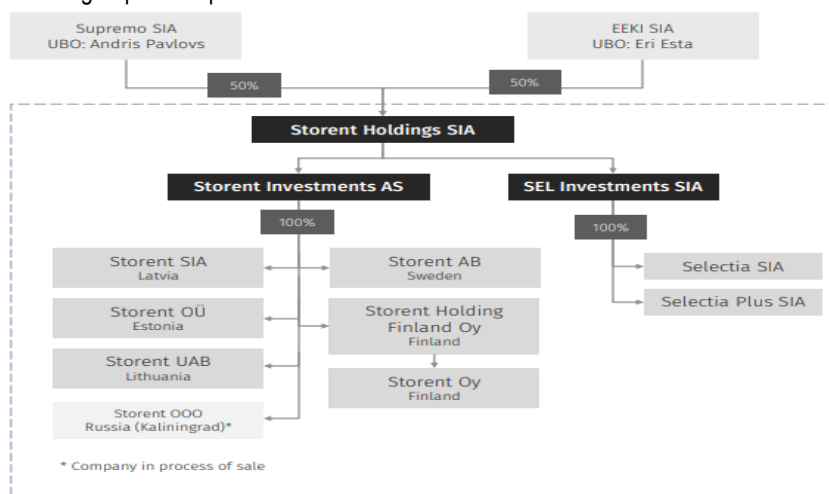 Supremo SIA
UBO: Andris Pavlovs
EEKI SIA
UBO: Eri Esta
50%
50%
Storent Holdings SIA
Storent Investments AS
SEL Investments SIA
100%
100%
Storent SIA
Latvia
Storent AB
Sweden
Selectia SIA
Storent OÜ
Estonia
Storent Holding
Finland Oy
Finland
Selectia Plus SIA
Storent UAB
Lithuania
Storent Oy
Finland
Storent OOO
Russia (Kaliningrad)*
* Company in process of sale